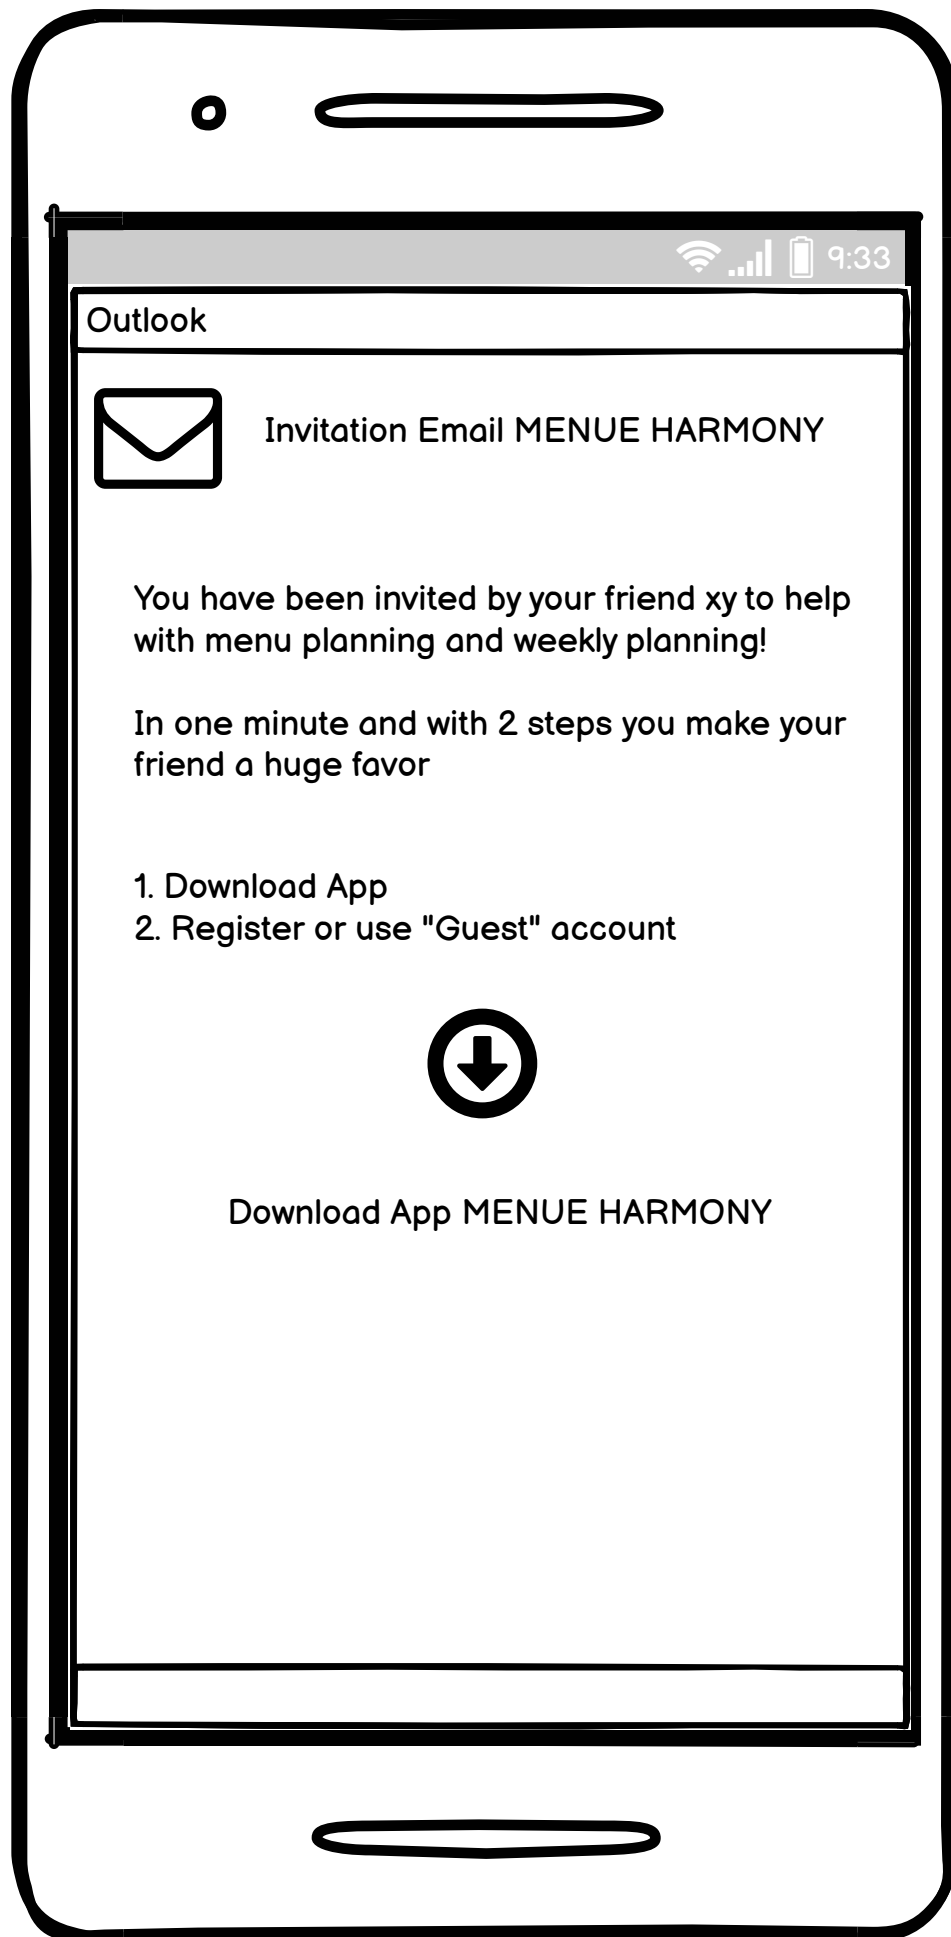 9:33
Outlook
Invitation Email MENUE HARMONY
You have been invited by your friend xy to help
with menu planning and weekly planning!
In one minute and with 2 steps you make your
friend a huge favor
1. Download App
2. Register or use "Guest" account
Download App MENUE HARMONY